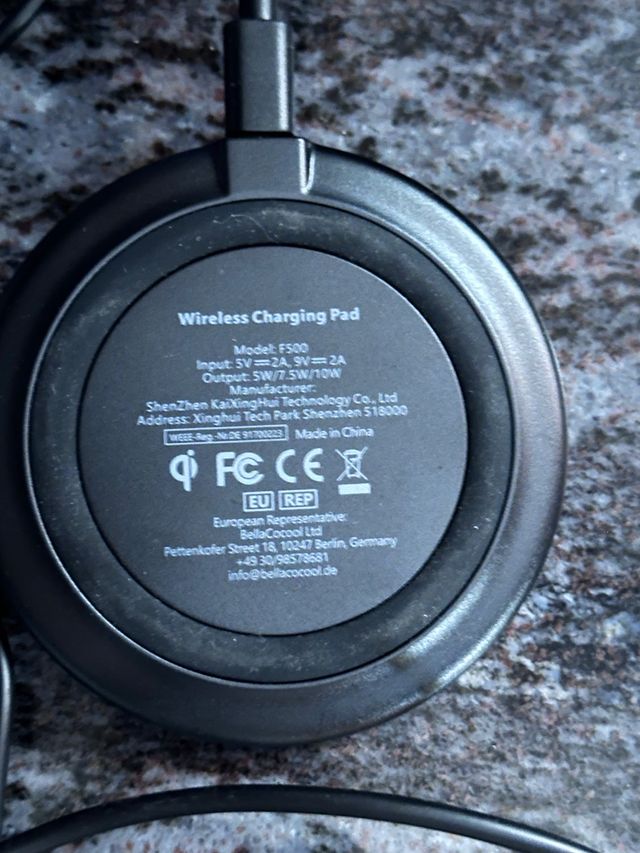 Wireless Charging Pad
Model: F500
Input: 5V⎓2A, 9V⎓2A
Output: 5W/7.5W/10W
Manufacturer:
ShenZhen KaiXingHui Technology Co., Ltd
Address: Xinghui Tech Park Shenzhen 518000
WEEE-Reg.-Nr.DE 91700223 Made in China
qi FC CE
EU REP
European Representative:
BellaCocool Ltd
Pettenkofer Street 18, 10247 Berlin, Germany
+49 30/98578681
info@bellacocool.de